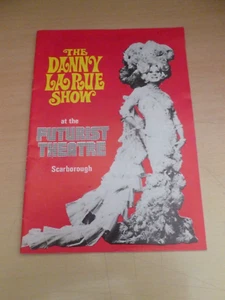 THE
DANNY
LA RUE
SHOW
at the
FUTURIST
THEATRE
Scarborough